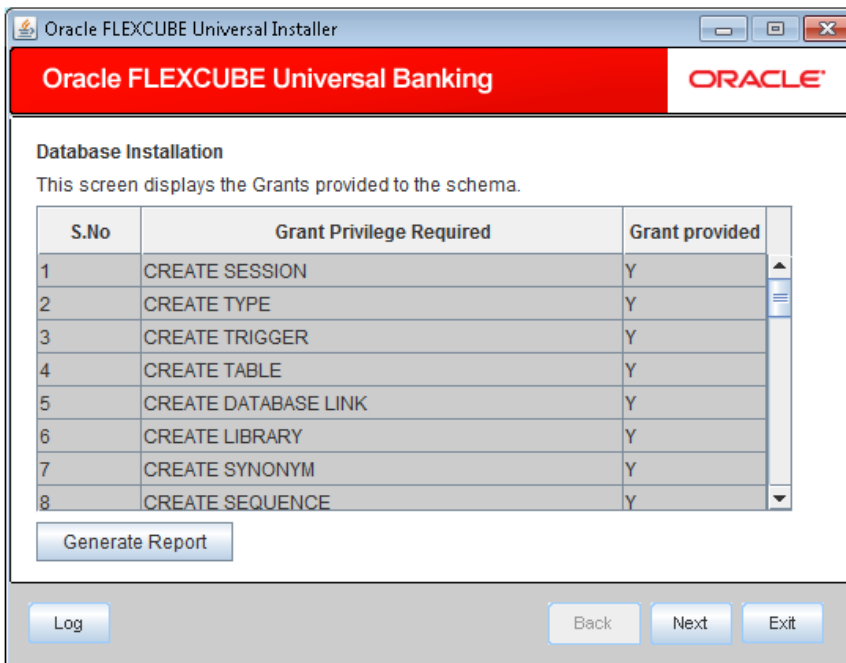 Oracle FLEXCUBE Universal Installer
Oracle FLEXCUBE Universal Banking
ORACLE
Database Installation
This screen displays the Grants provided to the schema.
S.No Grant Privilege Required Grant provided
1 CREATE SESSION Y
2 CREATE TYPE Y
3 CREATE TRIGGER Y
4 CREATE TABLE Y
5 CREATE DATABASE LINK Y
6 CREATE LIBRARY Y
7 CREATE SYNONYM Y
8 CREATE SEQUENCE Y
Generate Report
Log Back Next Exit